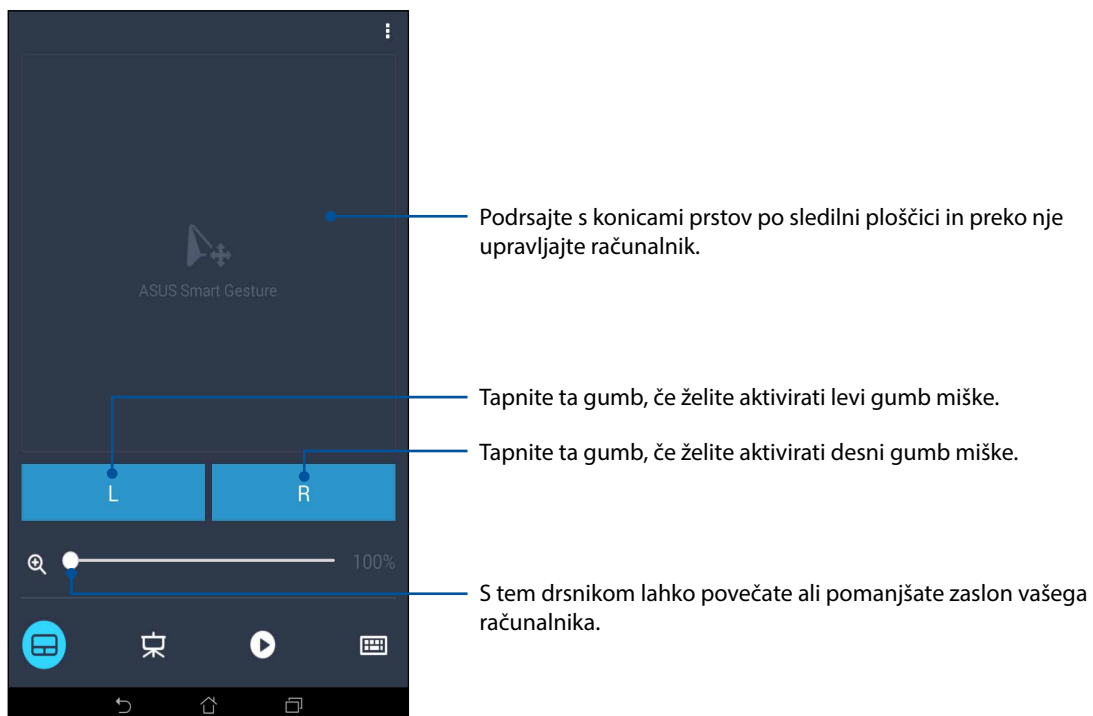 Podrsajte s konicami prstov po sledilni ploščici in preko nje
upravljajte računalnik.
ASUS Smart Gesture
Tapnite ta gumb, če želite aktivirati levi gumb miške.
Tapnite ta gumb, če želite aktivirati desni gumb miške.
L
R
100%
S tem drsnikom lahko povečate ali pomanjšate zaslon vašega
računalnika.